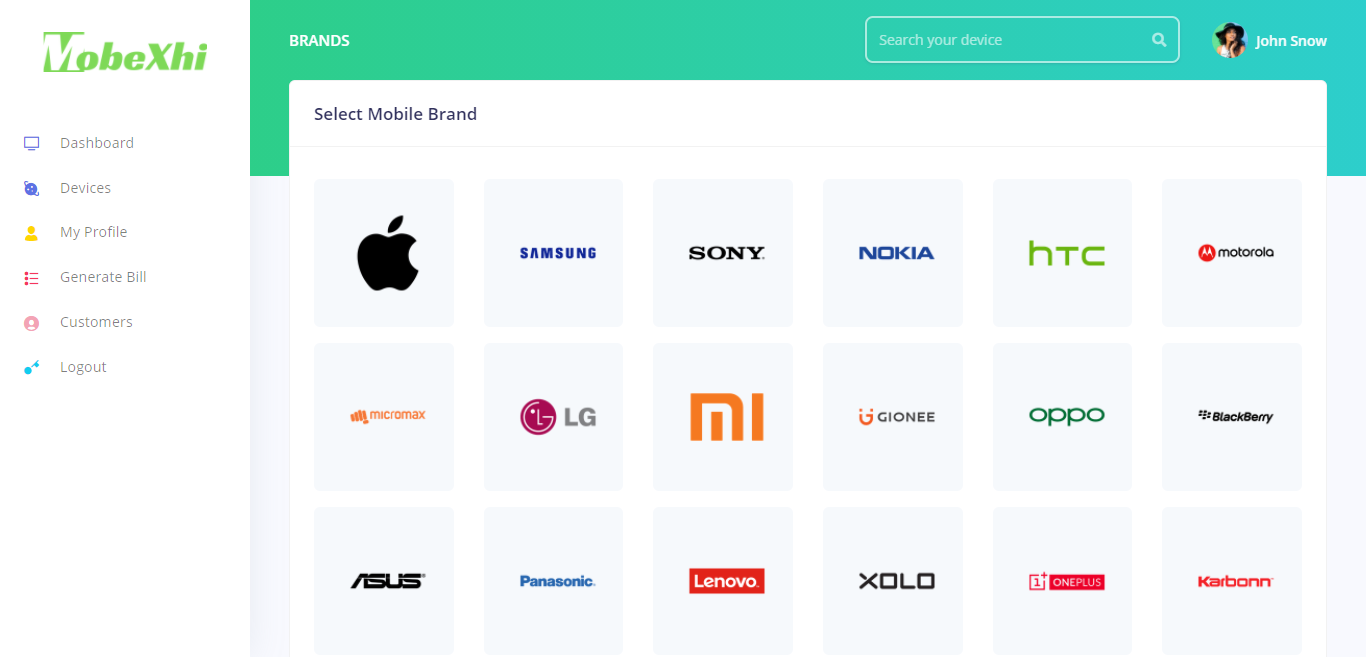 MobeXhi
Dashboard
Devices
My Profile
Generate Bill
Customers
Logout
BRANDS
Search your device
John Snow
Select Mobile Brand
SAMSUNG
SONY
NOKIA
hTC
motorola
micromax
LG
MI
GIONEE
oppo
BlackBerry
ASUS
Panasonic
Lenovo
XOLO
1+ ONEPLUS
Karbonn